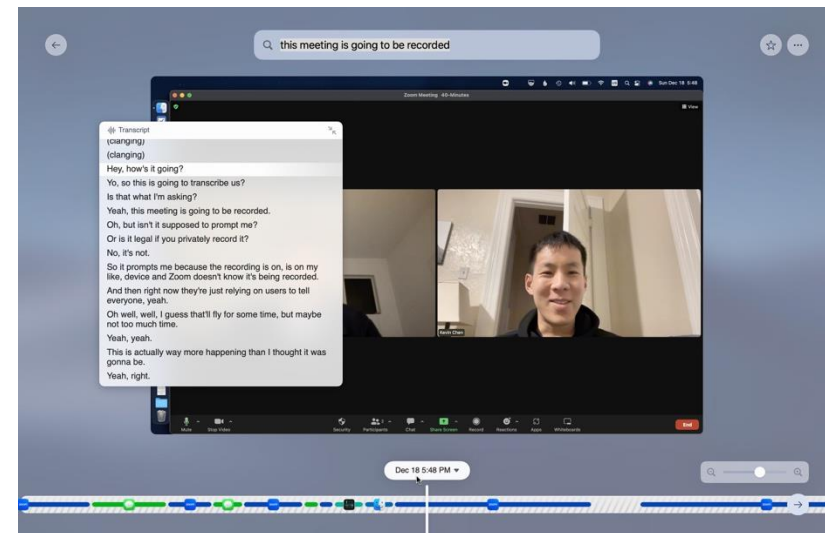 this meeting is going to be recorded
Sun Dec 18 5:48
Zoom Meeting 40-Minutes
View
Transcript
(clanging)
(clanging)
Hey, how's it going?
Yo, so this is going to transcribe us?
Is that what I'm asking?
Yeah, this meeting is going to be recorded.
Oh, but isn't it supposed to prompt me?
Or is it legal if you privately record it?
No, it's not.
So it prompts me because the recording is on, is on my
like, device and Zoom doesn't know it's being recorded.
And then right now they're just relying on users to tell
everyone, yeah.
Oh well, well, I guess that'll fly for some time, but maybe
not too much time.
Yeah, yeah.
This is actually way more happening than I thought it was
gonna be.
Yeah, right.
Kevin Chen
Mute Stop Video Security Participants Chat Share Screen Record Reactions Apps Whiteboards End
Dec 18 5:48 PM